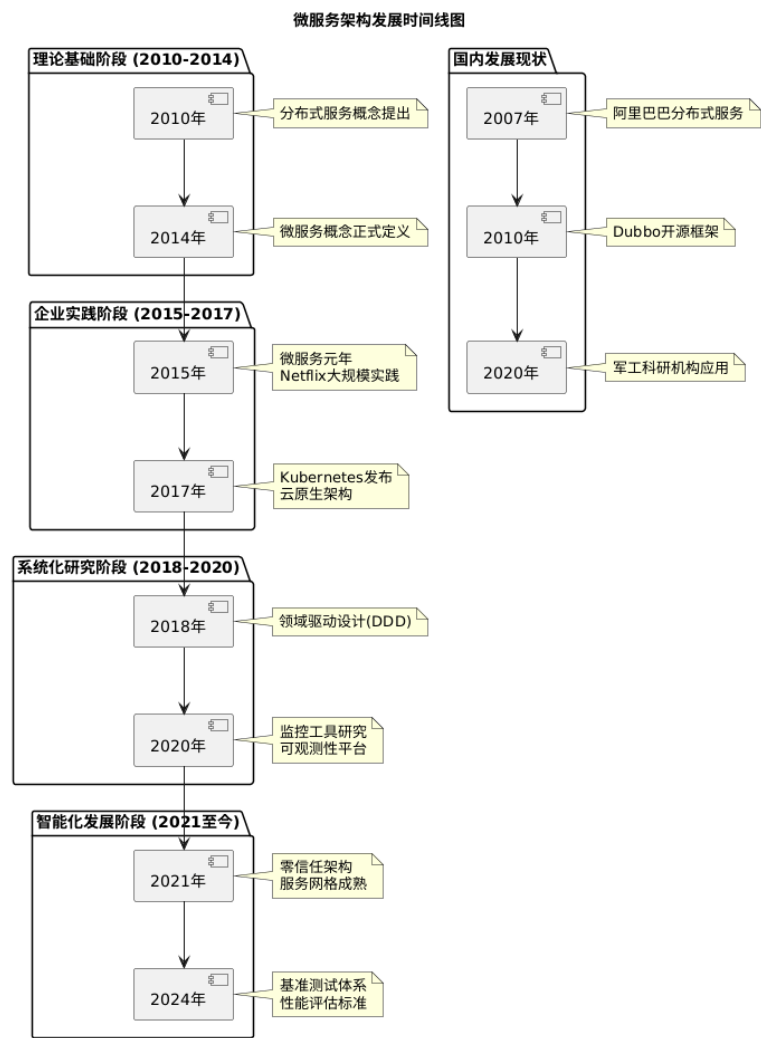 微服务架构发展时间线图
理论基础阶段 (2010-2014)
2010年
分布式服务概念提出
2014年
微服务概念正式定义
企业实践阶段 (2015-2017)
2015年
微服务元年
Netflix大规模实践
2017年
Kubernetes发布
云原生架构
系统化研究阶段 (2018-2020)
2018年
领域驱动设计(DDD)
2020年
监控工具研究
可观测性平台
智能化发展阶段 (2021至今)
2021年
零信任架构
服务网格成熟
2024年
基准测试体系
性能评估标准
国内发展现状
2007年
阿里巴巴分布式服务
2010年
Dubbo开源框架
2020年
军工科研机构应用